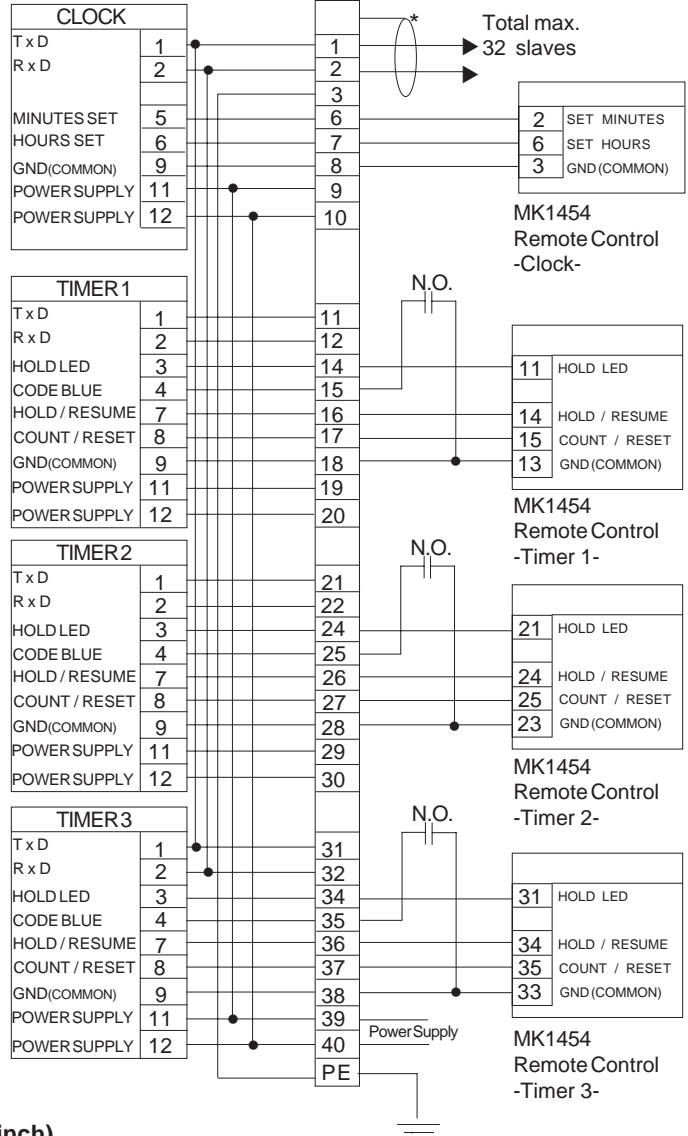 CLOCK
TxD 1
RxD 2
MINUTES SET 5
HOURS SET 6
GND(COMMON) 9
POWER SUPPLY 11
POWER SUPPLY 12
1
2
3
6
7
8
9
10
*
Total max.
32 slaves
2 SET MINUTES
6 SET HOURS
3 GND (COMMON)
MK1454
Remote Control
-Clock-
TIMER1
TxD 1
RxD 2
HOLD LED 3
CODE BLUE 4
HOLD / RESUME 7
COUNT / RESET 8
GND(COMMON) 9
POWER SUPPLY 11
POWER SUPPLY 12
11
12
14
15
16
17
18
19
20
N.O.
11 HOLD LED
14 HOLD / RESUME
15 COUNT / RESET
13 GND (COMMON)
MK1454
Remote Control
-Timer 1-
TIMER2
TxD 1
RxD 2
HOLD LED 3
CODE BLUE 4
HOLD / RESUME 7
COUNT / RESET 8
GND(COMMON) 9
POWER SUPPLY 11
POWER SUPPLY 12
21
22
24
25
26
27
28
29
30
N.O.
21 HOLD LED
24 HOLD / RESUME
25 COUNT / RESET
23 GND (COMMON)
MK1454
Remote Control
-Timer 2-
TIMER3
TxD 1
RxD 2
HOLD LED 3
CODE BLUE 4
HOLD / RESUME 7
COUNT / RESET 8
GND(COMMON) 9
POWER SUPPLY 11
POWER SUPPLY 12
31
32
34
35
36
37
38
39
40
PE
N.O.
Power Supply
31 HOLD LED
34 HOLD / RESUME
35 COUNT / RESET
33 GND (COMMON)
MK1454
Remote Control
-Timer 3-
inch)